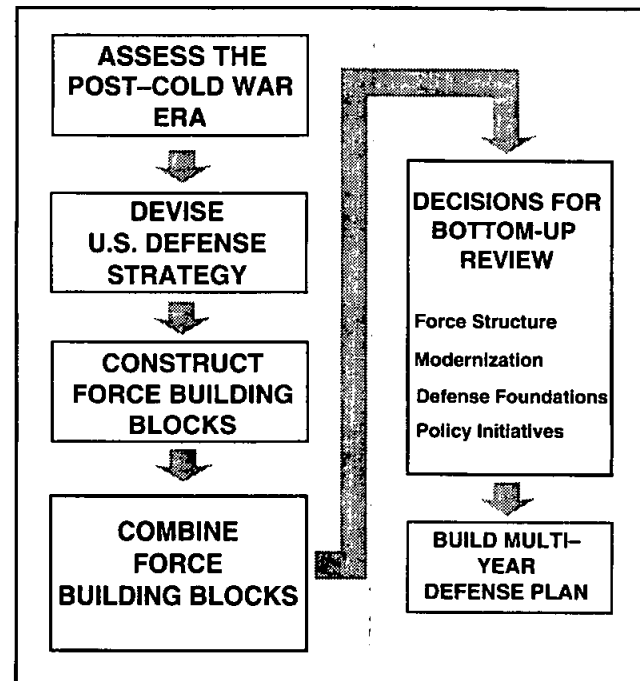 ASSESS THE
POST–COLD WAR
ERA
DEVISE
U.S. DEFENSE
STRATEGY
CONSTRUCT
FORCE BUILDING
BLOCKS
COMBINE
FORCE
BUILDING BLOCKS
DECISIONS FOR
BOTTOM-UP
REVIEW
Force Structure
Modernization
Defense Foundations
Policy Initiatives
BUILD MULTI–
YEAR
DEFENSE PLAN